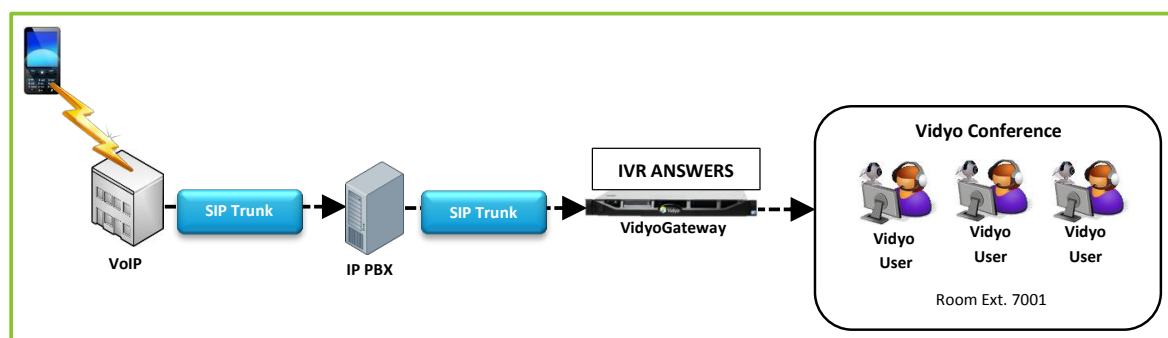 Vidyo Conference
IVR ANSWERS
SIP Trunk
SIP Trunk
Vidyo
VidyoGateway
VoIP
IP PBX
Vidyo
User
Vidyo
User
Vidyo
User
Room Ext. 7001